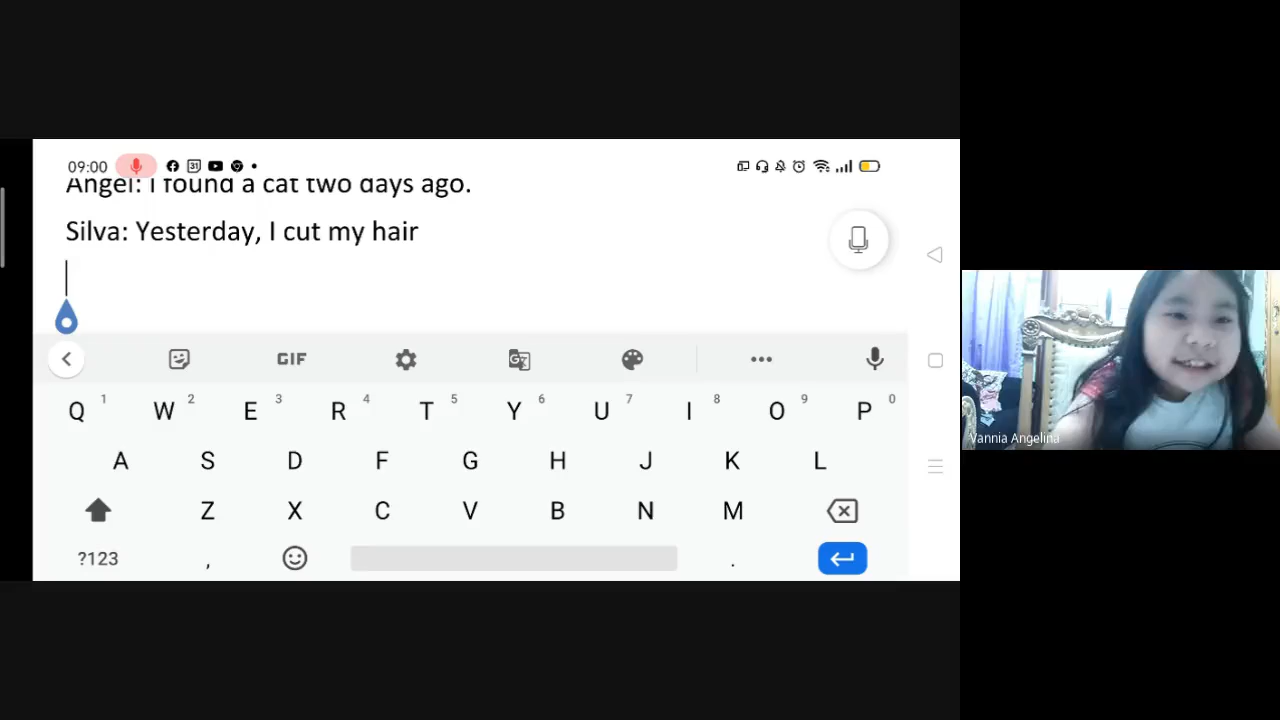 09:00
31
Angel: I found a cat two days ago.
Silva: Yesterday, I cut my hair
GIF
Q 1 W 2 E 3 R 4 T 5 Y 6 U 7 I 8 O 9 P 0
A S D F G H J K L
Z X C V B N M
?123 , .
Vannia Angelina